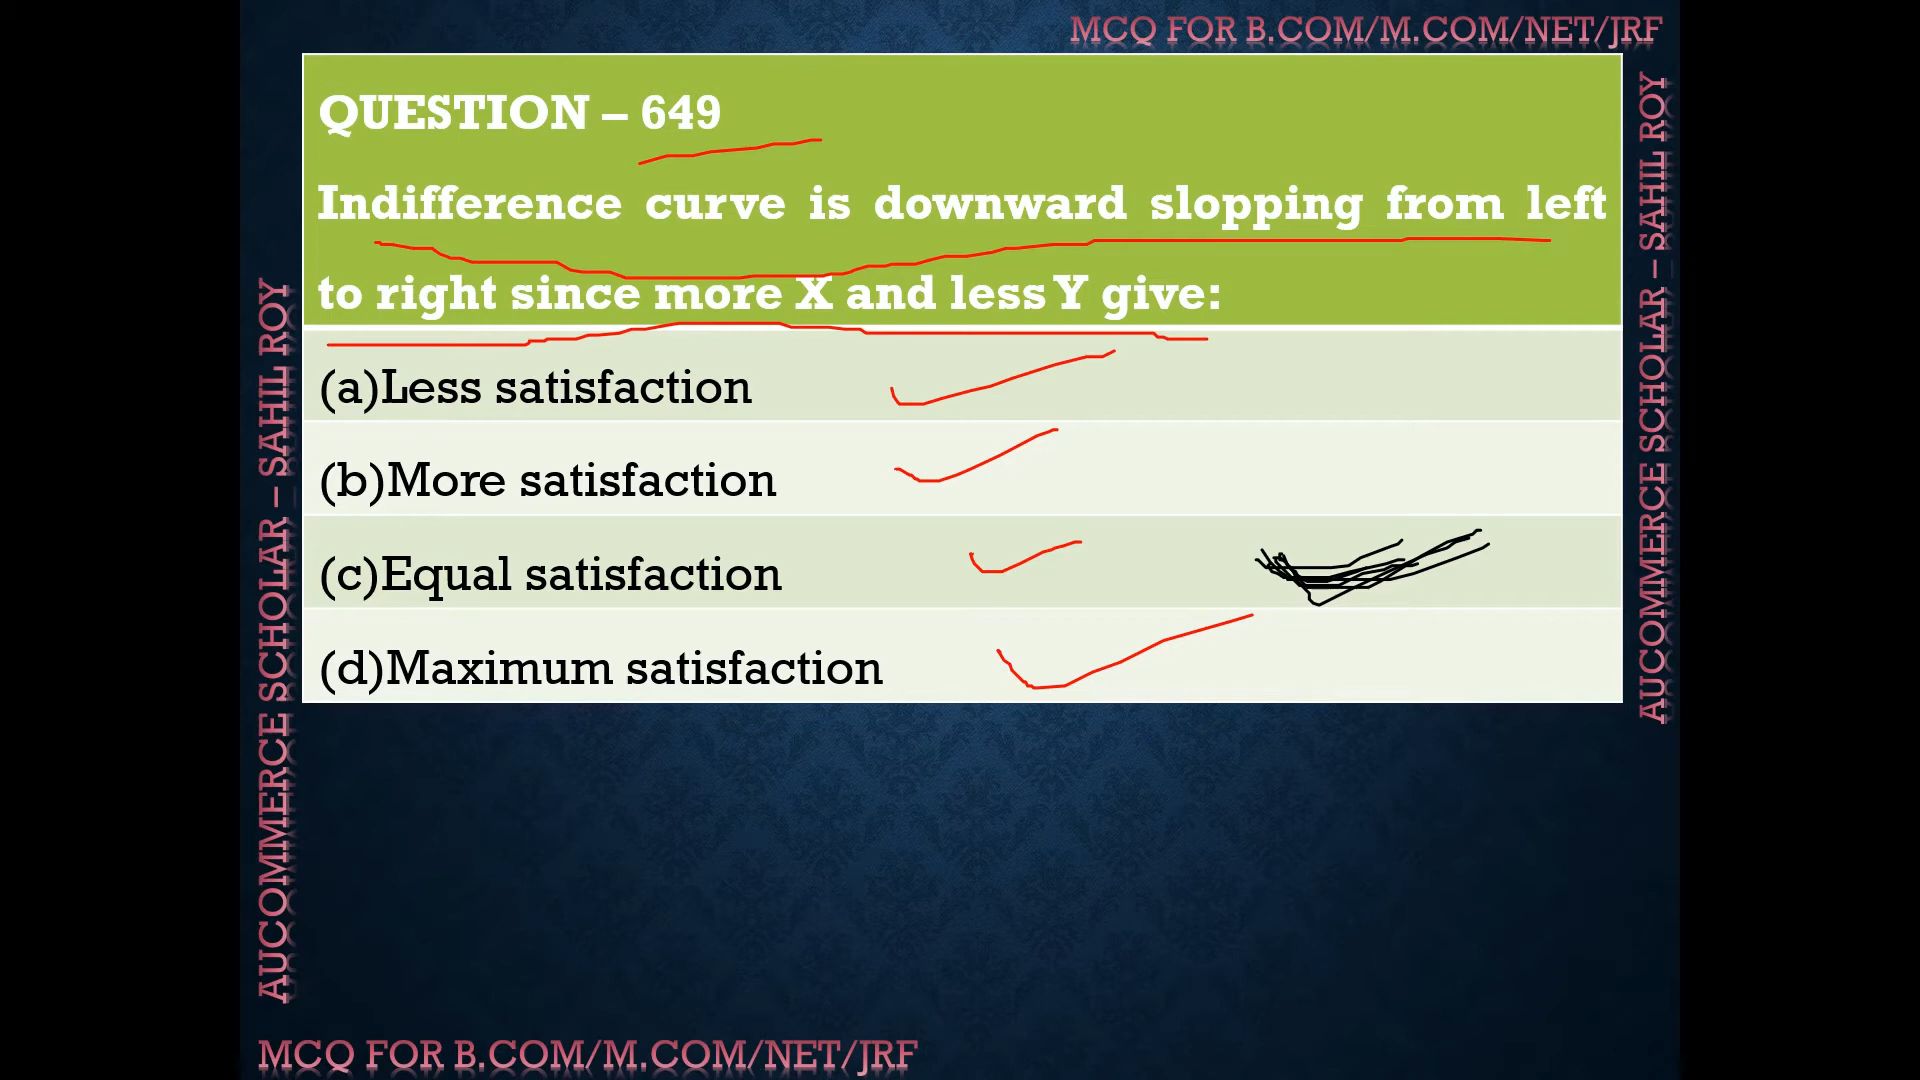 MCQ FOR B.COM/M.COM/NET/JRF
QUESTION – 649
Indifference curve is downward slopping from left
to right since more X and less Y give:
(a)Less satisfaction
(b)More satisfaction
(c)Equal satisfaction
(d)Maximum satisfaction
AUCOMMERCE SCHOLAR – SAHIL ROY
AUCOMMERCE SCHOLAR – SAHIL ROY
MCQ FOR B.COM/M.COM/NET/JRF